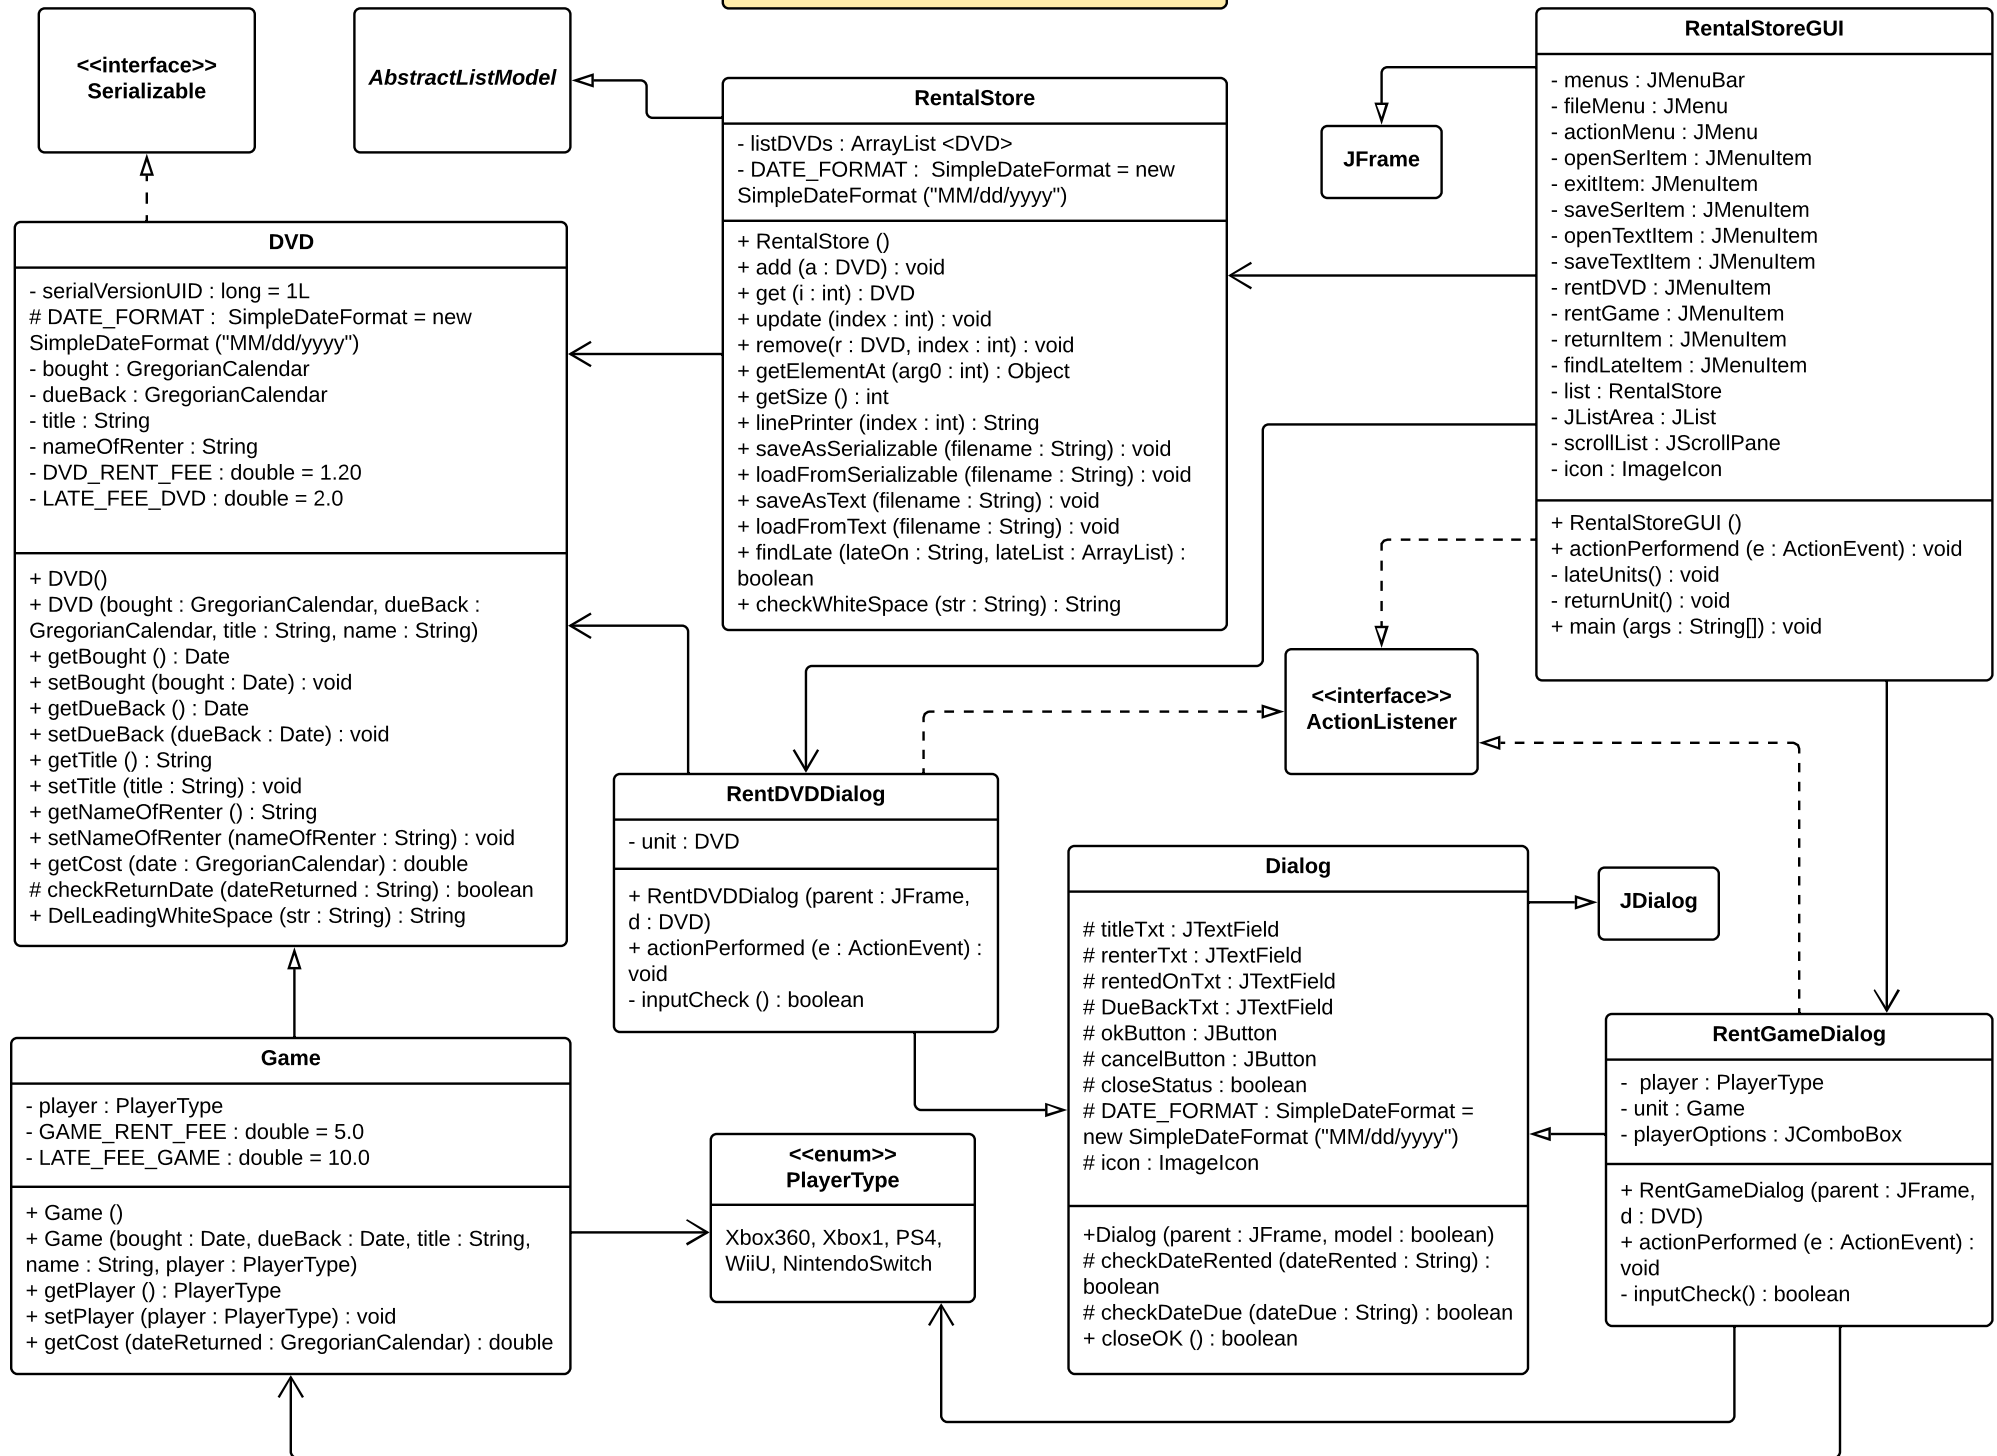 <<interface>>
Serializable
AbstractListModel
RentalStore
- listDVDs : ArrayList <DVD>
- DATE_FORMAT :  SimpleDateFormat = new
SimpleDateFormat ("MM/dd/yyyy")
+ RentalStore ()
+ add (a : DVD) : void
+ get (i : int) : DVD
+ update (index : int) : void
+ remove(r : DVD, index : int) : void
+ getElementAt (arg0 : int) : Object
+ getSize () : int
+ linePrinter (index : int) : String
+ saveAsSerializable (filename : String) : void
+ loadFromSerializable (filename : String) : void
+ saveAsText (filename : String) : void
+ loadFromText (filename : String) : void
+ findLate (lateOn : String, lateList : ArrayList) :
boolean
+ checkWhiteSpace (str : String) : String
JFrame
RentalStoreGUI
- menus : JMenuBar
- fileMenu : JMenu
- actionMenu : JMenu
- openSerItem : JMenuItem
- exitItem: JMenuItem
- saveSerItem : JMenuItem
- openTextItem : JMenuItem
- saveTextItem : JMenuItem
- rentDVD : JMenuItem
- rentGame : JMenuItem
- returnItem : JMenuItem
- findLateItem : JMenuItem
- list : RentalStore
- JListArea : JList
- scrollList : JScrollPane
- icon : ImageIcon
+ RentalStoreGUI ()
+ actionPerformend (e : ActionEvent) : void
- lateUnits() : void
- returnUnit() : void
+ main (args : String[]) : void
DVD
- serialVersionUID : long = 1L
# DATE_FORMAT :  SimpleDateFormat = new
SimpleDateFormat ("MM/dd/yyyy")
- bought : GregorianCalendar
- dueBack : GregorianCalendar
- title : String
- nameOfRenter : String
- DVD_RENT_FEE : double = 1.20
- LATE_FEE_DVD : double = 2.0
+ DVD()
+ DVD (bought : GregorianCalendar, dueBack :
GregorianCalendar, title : String, name : String)
+ getBought () : Date
+ setBought (bought : Date) : void
+ getDueBack () : Date
+ setDueBack (dueBack : Date) : void
+ getTitle () : String
+ setTitle (title : String) : void
+ getNameOfRenter () : String
+ setNameOfRenter (nameOfRenter : String) : void
+ getCost (date : GregorianCalendar) : double
# checkReturnDate (dateReturned : String) : boolean
+ DelLeadingWhiteSpace (str : String) : String
<<interface>>
ActionListener
RentDVDDialog
- unit : DVD
+ RentDVDDialog (parent : JFrame,
d : DVD)
+ actionPerformed (e : ActionEvent) :
void
- inputCheck () : boolean
Dialog
# titleTxt : JTextField
# renterTxt : JTextField
# rentedOnTxt : JTextField
# DueBackTxt : JTextField
# okButton : JButton
# cancelButton : JButton
# closeStatus : boolean
# DATE_FORMAT : SimpleDateFormat =
new SimpleDateFormat ("MM/dd/yyyy")
# icon : ImageIcon
+Dialog (parent : JFrame, model : boolean)
# checkDateRented (dateRented : String) :
boolean
# checkDateDue (dateDue : String) : boolean
+ closeOK () : boolean
JDialog
RentGameDialog
-  player : PlayerType
- unit : Game
- playerOptions : JComboBox
+ RentGameDialog (parent : JFrame,
d : DVD)
+ actionPerformed (e : ActionEvent) :
void
- inputCheck() : boolean
Game
- player : PlayerType
- GAME_RENT_FEE : double = 5.0
- LATE_FEE_GAME : double = 10.0
+ Game ()
+ Game (bought : Date, dueBack : Date, title : String,
name : String, player : PlayerType)
+ getPlayer () : PlayerType
+ setPlayer (player : PlayerType) : void
+ getCost (dateReturned : GregorianCalendar) : double
<<enum>>
PlayerType
Xbox360, Xbox1, PS4,
WiiU, NintendoSwitch